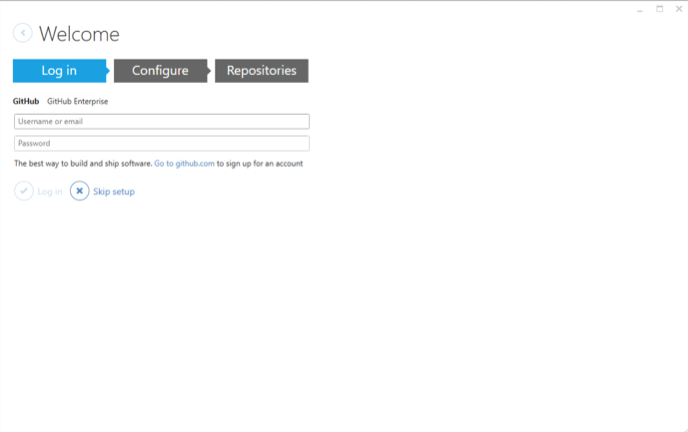 Welcome
Log in Configure Repositories
GitHub GitHub Enterprise
Username or email
Password
The best way to build and ship software. Go to github.com to sign up for an account
Log in Skip setup